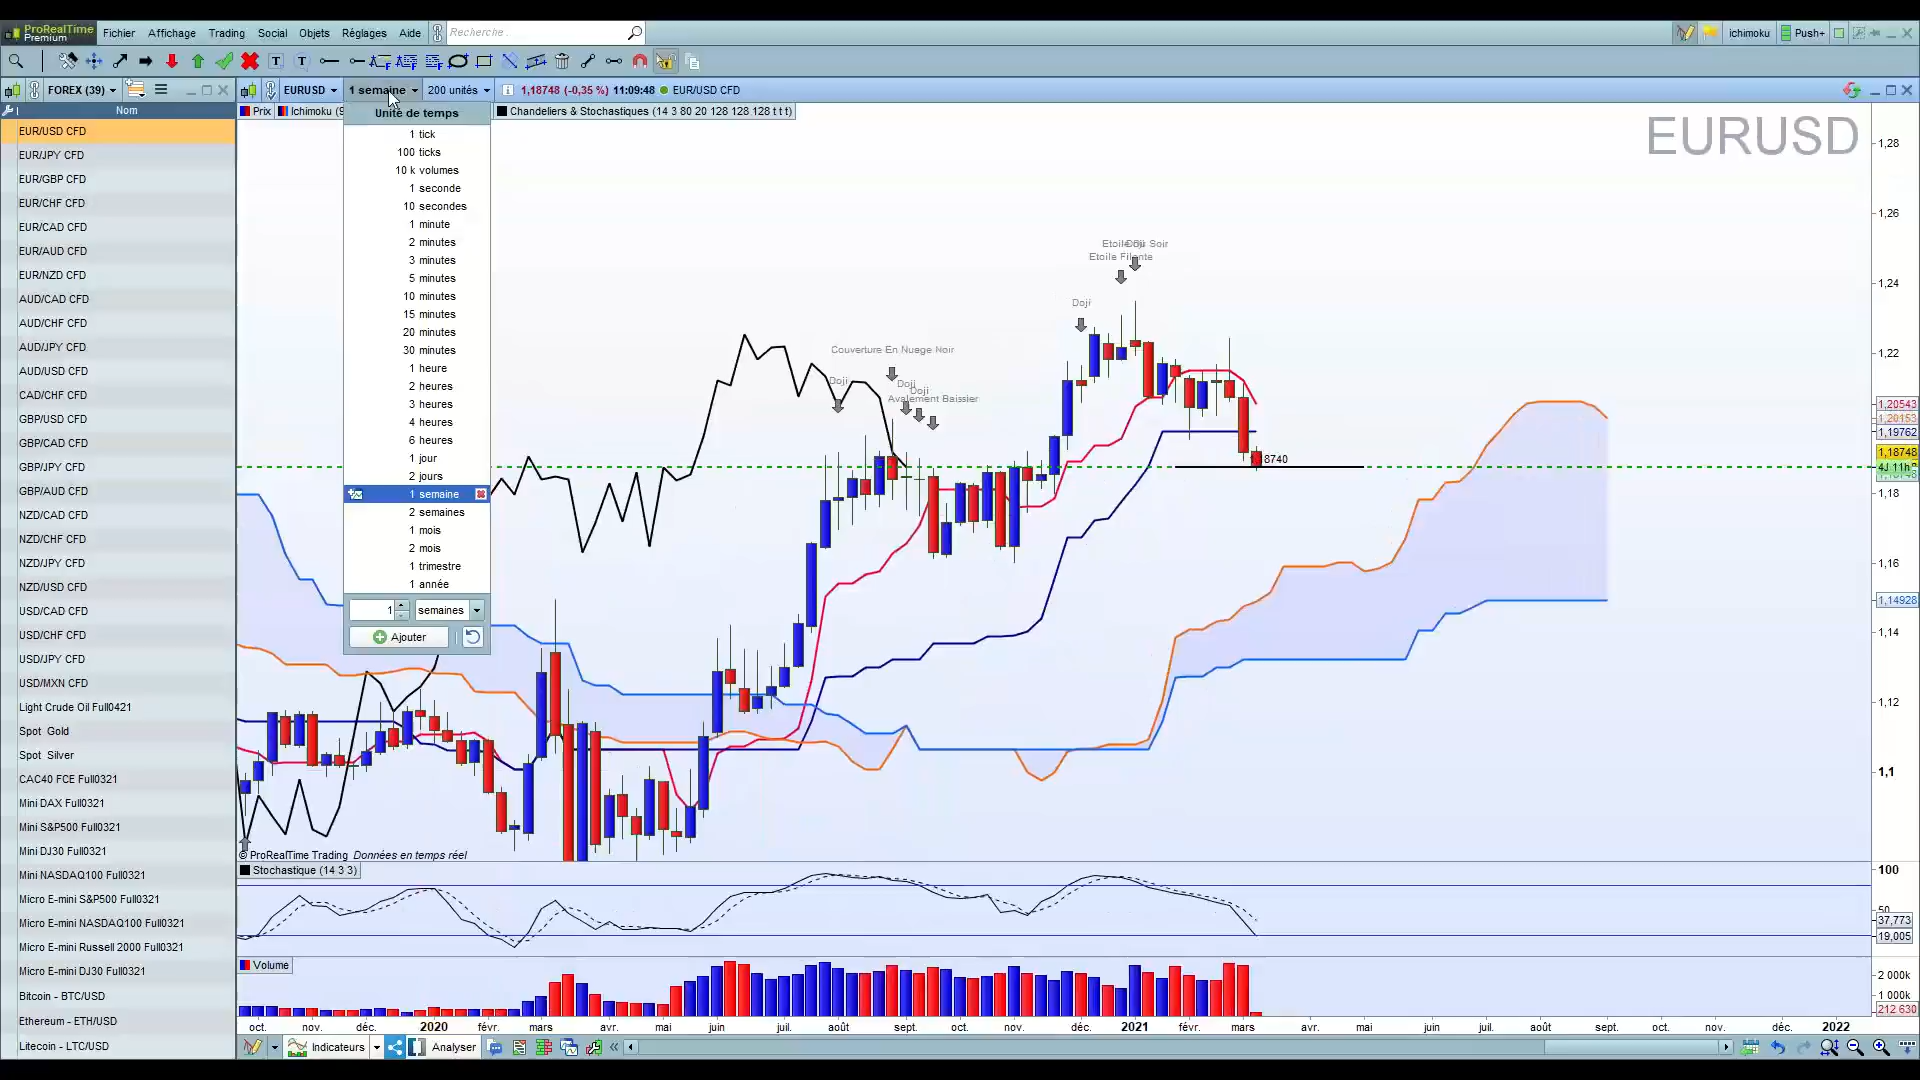 ProRealTime
Premium
Fichier Affichage Trading Social Objets Réglages Aide
Recherche...
ichimoku Push+
FOREX (39)
EURUSD 1 semaine 200 unités 1,18748 (-0,35 %) 11:09:48 EUR/USD CFD
Nom
EUR/USD CFD
EUR/JPY CFD
EUR/GBP CFD
EUR/CHF CFD
EUR/CAD CFD
EUR/AUD CFD
EUR/NZD CFD
AUD/CAD CFD
AUD/CHF CFD
AUD/JPY CFD
AUD/USD CFD
CAD/CHF CFD
GBP/USD CFD
GBP/CAD CFD
GBP/JPY CFD
GBP/AUD CFD
NZD/CAD CFD
NZD/CHF CFD
NZD/JPY CFD
NZD/USD CFD
USD/CAD CFD
USD/CHF CFD
USD/JPY CFD
USD/MXN CFD
Light Crude Oil Full0421
Spot Gold
Spot Silver
CAC40 FCE Full0321
Mini DAX Full0321
Mini S&P500 Full0321
Mini DJ30 Full0321
Mini NASDAQ100 Full0321
Micro E-mini S&P500 Full0321
Micro E-mini NASDAQ100 Full0321
Micro E-mini Russell 2000 Full0321
Micro E-mini DJ30 Full0321
Bitcoin - BTC/USD
Ethereum - ETH/USD
Litecoin - LTC/USD
Prix Ichimoku (9
Chandeliers & Stochastiques (14 3 80 20 128 128 128 t t t)
Unité de temps
1 tick
100 ticks
10 k volumes
1 seconde
10 secondes
1 minute
2 minutes
3 minutes
5 minutes
10 minutes
15 minutes
20 minutes
30 minutes
1 heure
2 heures
3 heures
4 heures
6 heures
1 jour
2 jours
1 semaine
2 semaines
1 mois
2 mois
1 trimestre
1 année
1 semaines
Ajouter
EURUSD
Soir
Etoile Filante
Doji
Couverture En Nuage Noir
Doji
Doji
Doji
Avalement Baissier
8740
1,28
1,26
1,24
1,22
1,20543
1,20153
1,19762
1,18748
4J 11h
1,18
1,16
1,14928
1,14
1,12
1,1
© ProRealTime Trading Données en temps réel
Stochastique (14 3 3)
100
50
37,773
19,005
Volume
2 000k
1 000k
212 630
oct. nov. déc. 2020 févr. mars avr. mai juin juil. août sept. oct. nov. déc. 2021 févr. mars avr. mai juin juil. août sept. oct. nov. déc. 2022
Indicateurs Analyser